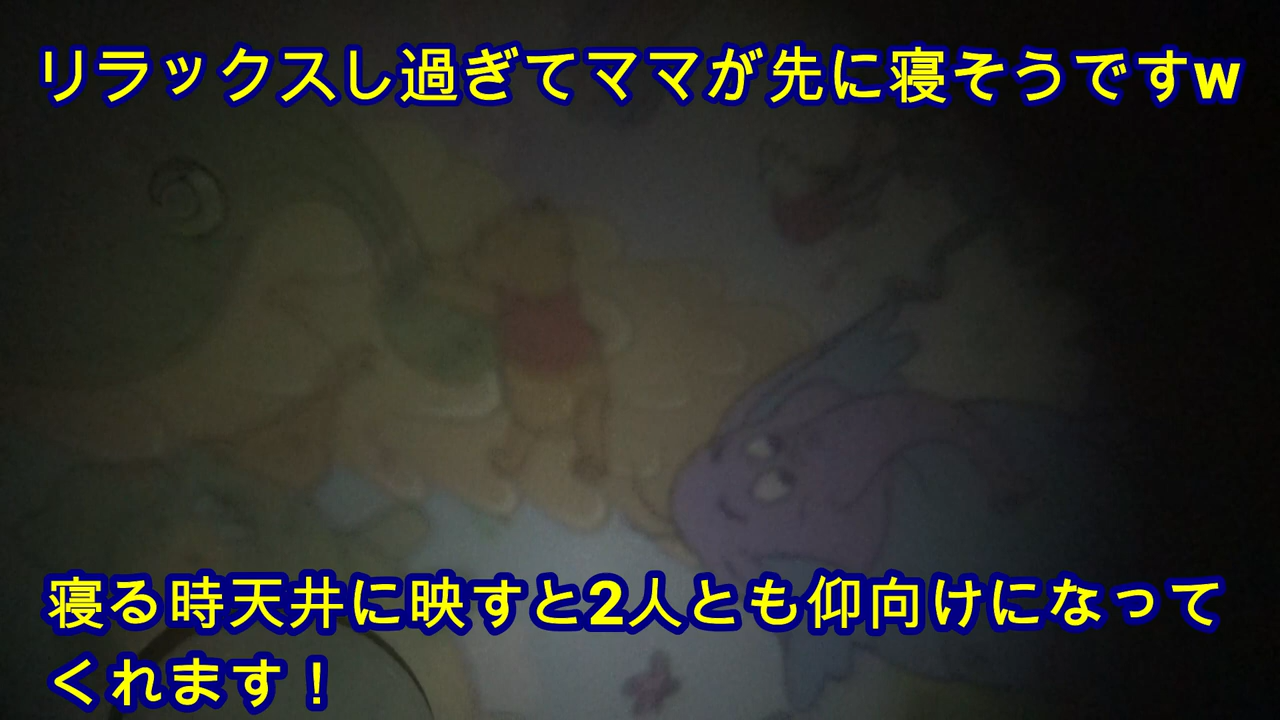 リラックスし過ぎてママが先に寝そうですw
寝る時天井に映すと2人とも仰向けになって
くれます！